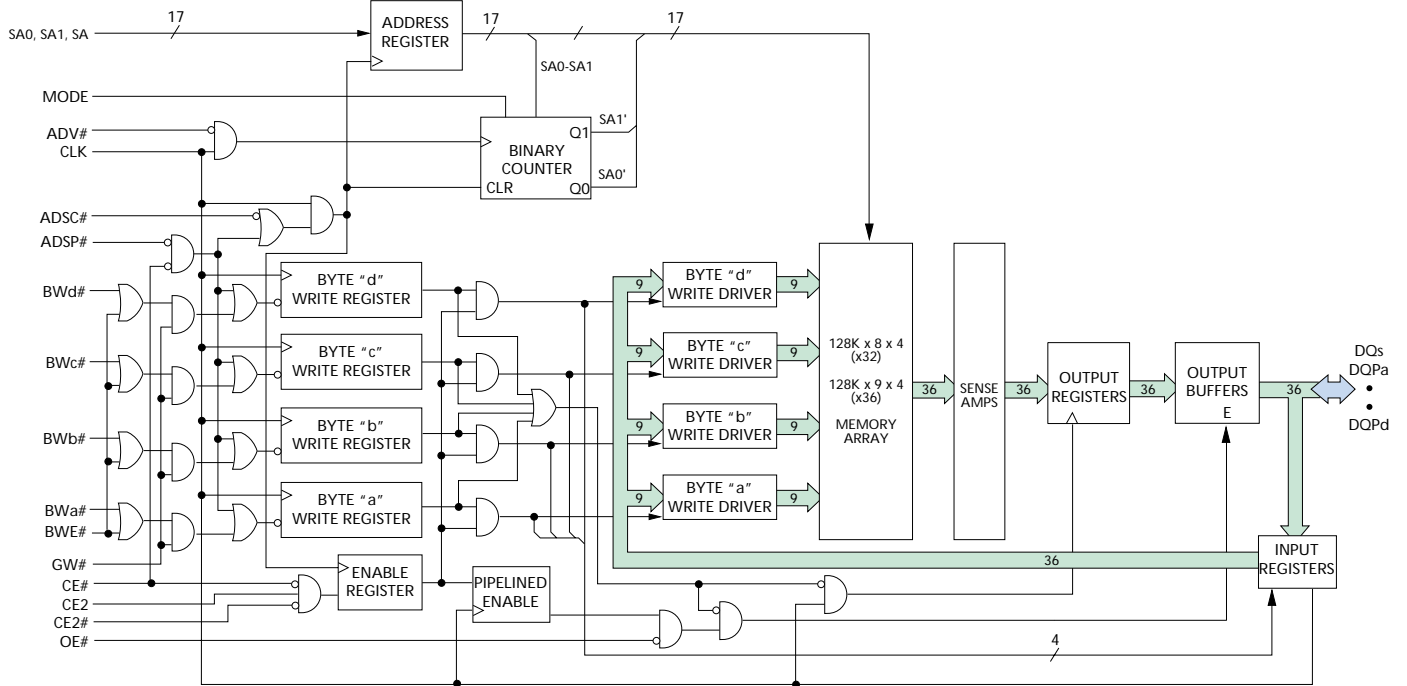 17
SA0, SA1, SA
ADDRESS
REGISTER
17
17
SA0-SA1
MODE
ADV#
CLK
BINARY
COUNTER
CLR
Q1
Q0
SA1'
SA0'
ADSC#
ADSP#
BWd#
BYTE “d”
WRITE REGISTER
BWc#
BYTE “c”
WRITE REGISTER
BWb#
BYTE “b”
WRITE REGISTER
BWa#
BWE#
BYTE “a”
WRITE REGISTER
GW#
CE#
CE2
CE2#
OE#
ENABLE
REGISTER
PIPELINED
ENABLE
9
BYTE “d”
WRITE DRIVER
9
9
BYTE “c”
WRITE DRIVER
9
9
BYTE “b”
WRITE DRIVER
9
9
BYTE “a”
WRITE DRIVER
9
128K x 8 x 4
(x32)
128K x 9 x 4
(x36)
MEMORY
ARRAY
36
SENSE
AMPS
36
OUTPUT
REGISTERS
36
OUTPUT
BUFFERS
E
36
DQs
DQPa
•
•
DQPd
36
INPUT
REGISTERS
4